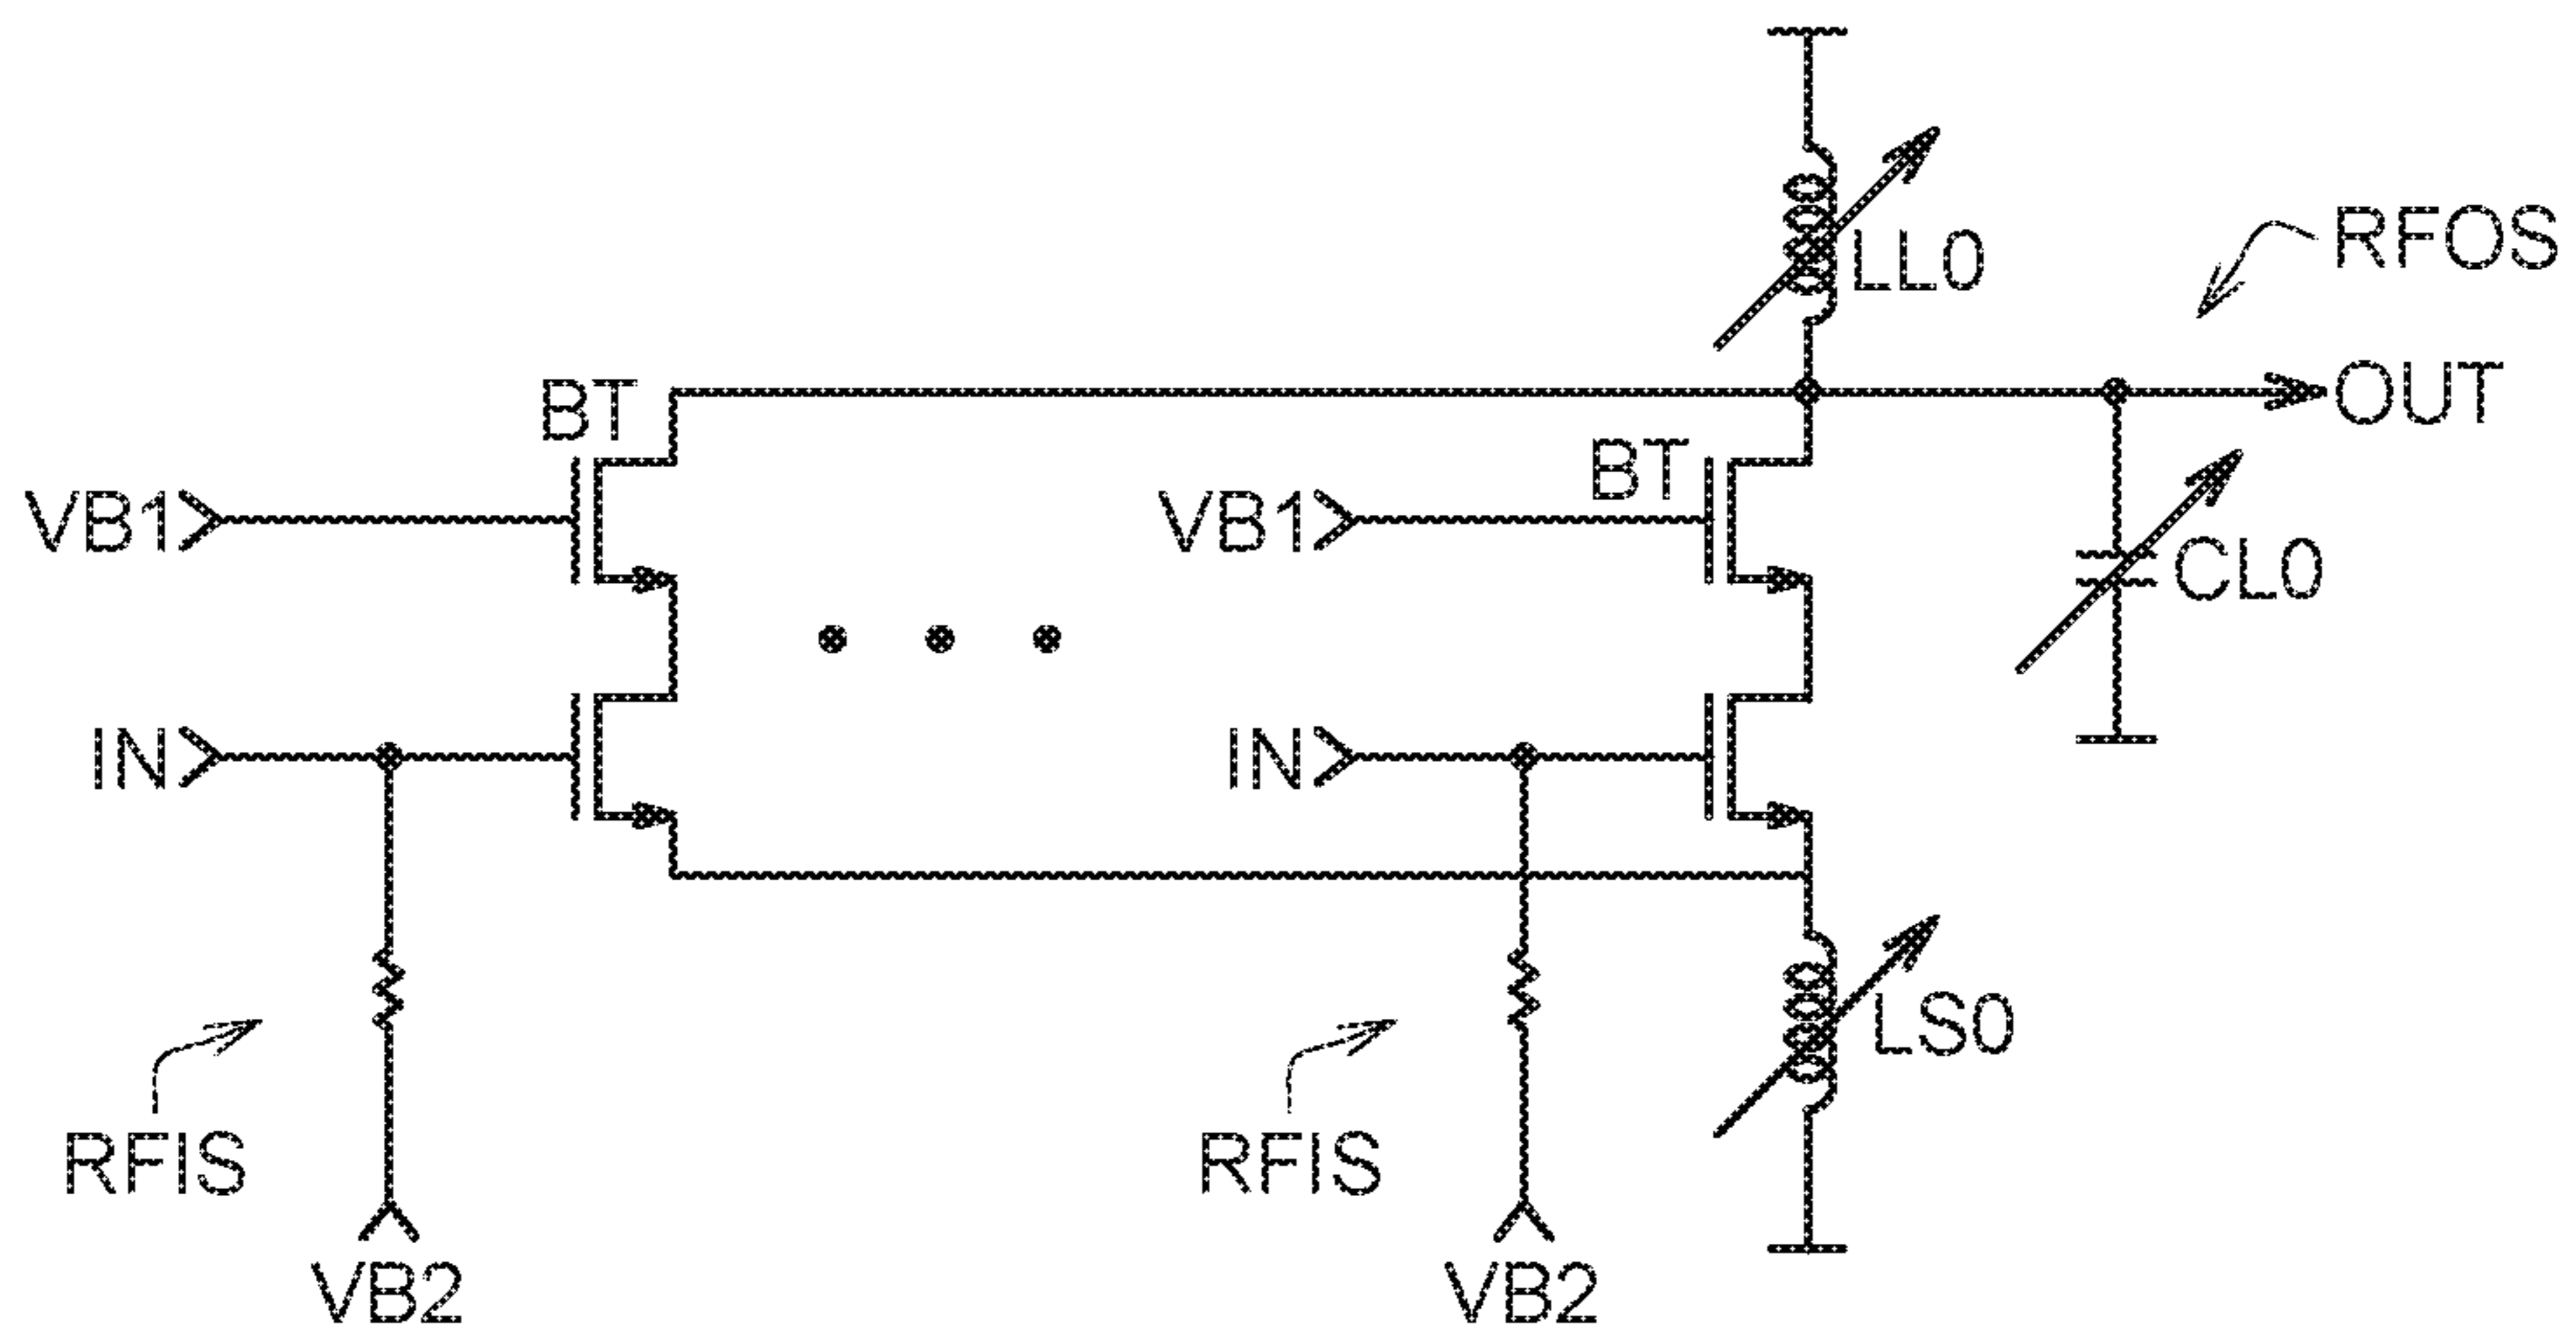 RFOS
LL0
BT
OUT
BT
VB1
VB1
CL0
IN
IN
LS0
RFIS
RFIS
VB2
VB2